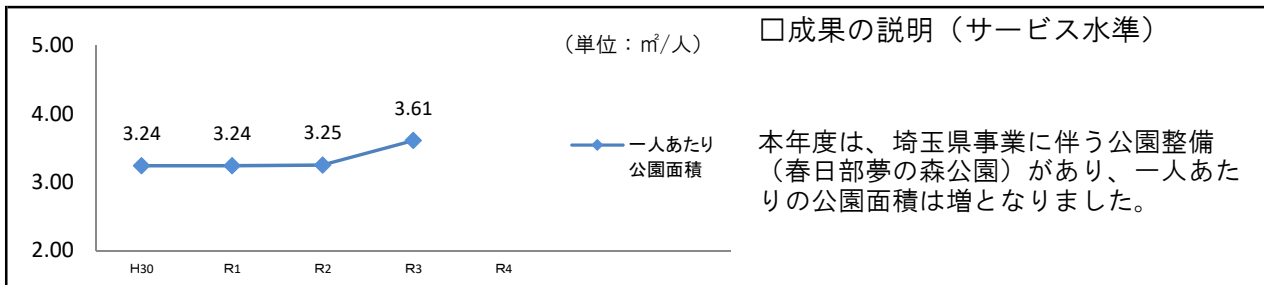 5.00
4.00
3.00
2.00
（単位：㎡/人）
3.24
3.24
3.25
3.61
H30
R1
R2
R3
R4
一人あたり
公園面積
□成果の説明（サービス水準）
本年度は、埼玉県事業に伴う公園整備
（春日部夢の森公園）があり、一人あた
りの公園面積は増となりました。